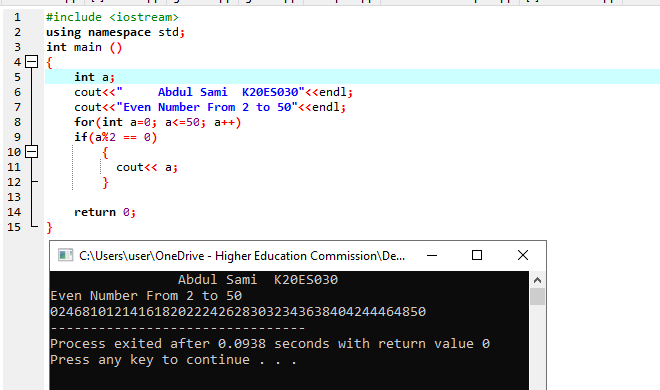 1 #include <iostream>
2 using namespace std;
3 int main ()
4 {
5 int a;
6 cout<<"     Abdul Sami  K20ES030"<<endl;
7 cout<<"Even Number From 2 to 50"<<endl;
8 for(int a=0; a<=50; a++)
9 if(a%2 == 0)
10 {
11 cout<< a;
12 }
13
14 return 0;
15 }
C:\Users\user\OneDrive - Higher Education Commission\De...
Abdul Sami  K20ES030
Even Number From 2 to 50
02468101214161820222426283032343638404244464850
--------------------------------
Process exited after 0.0938 seconds with return value 0
Press any key to continue . . .